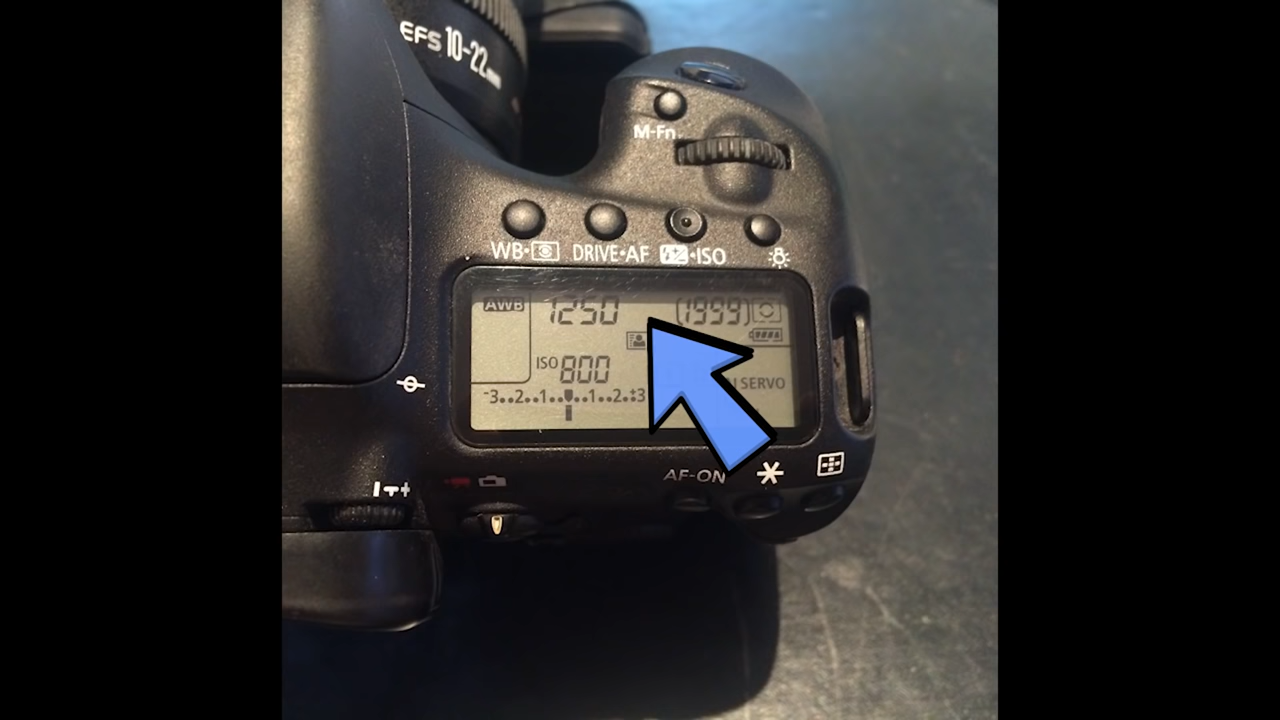 EFS 10-22mm
M-Fn
WB· DRIVE·AF ·ISO
AWB 1250 (1999)
ISO 800
SERVO
-3..2..1..▼..1..2..+3
AF-ON